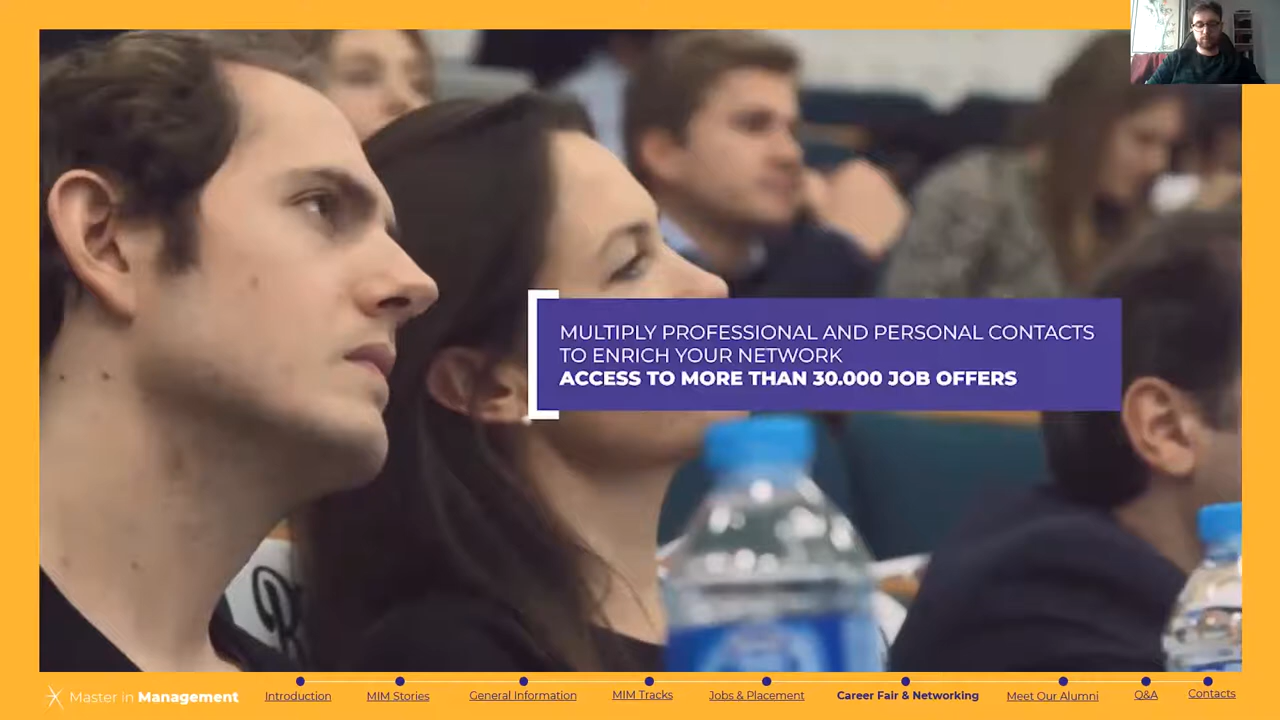 MULTIPLY PROFESSIONAL AND PERSONAL CONTACTS
TO ENRICH YOUR NETWORK
ACCESS TO MORE THAN 30.000 JOB OFFERS
Master in Management
Introduction
MIM Stories
General Information
MIM Tracks
Jobs & Placement
Career Fair & Networking
Meet Our Alumni
Q&A
Contacts